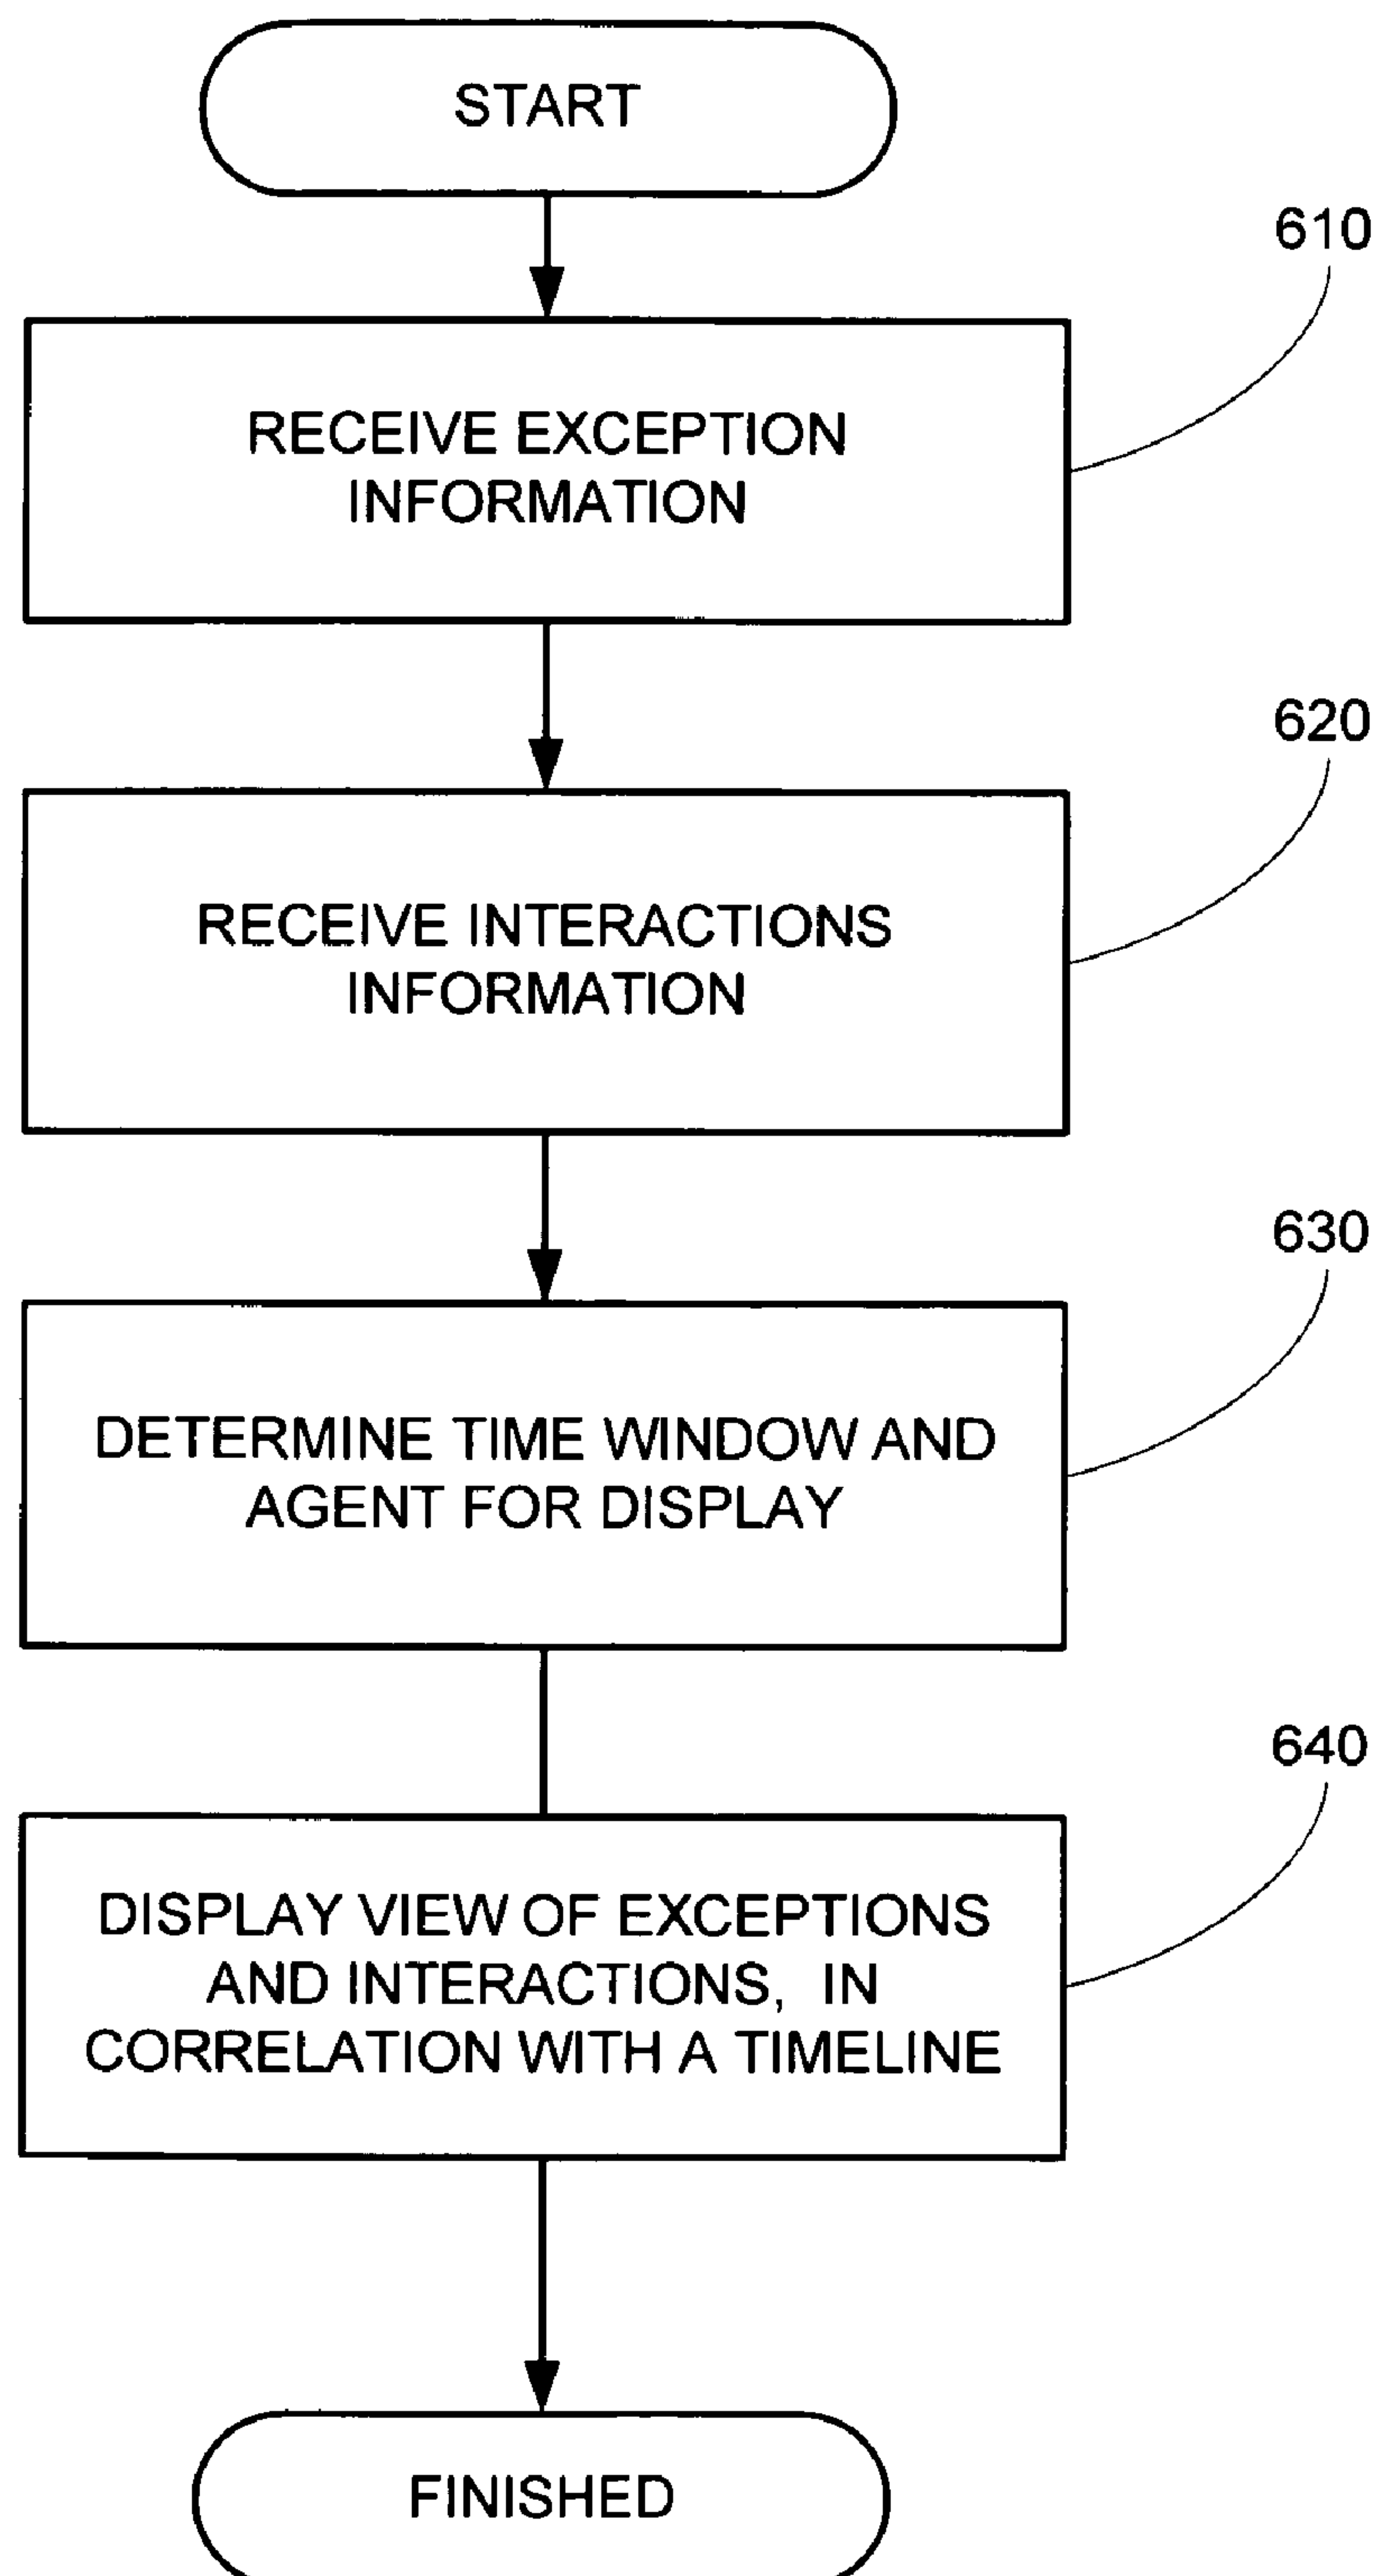 START
610
RECEIVE EXCEPTION
INFORMATION
620
RECEIVE INTERACTIONS
INFORMATION
630
DETERMINE TIME WINDOW AND
AGENT FOR DISPLAY
640
DISPLAY VIEW OF EXCEPTIONS
AND INTERACTIONS, IN
CORRELATION WITH A TIMELINE
FINISHED